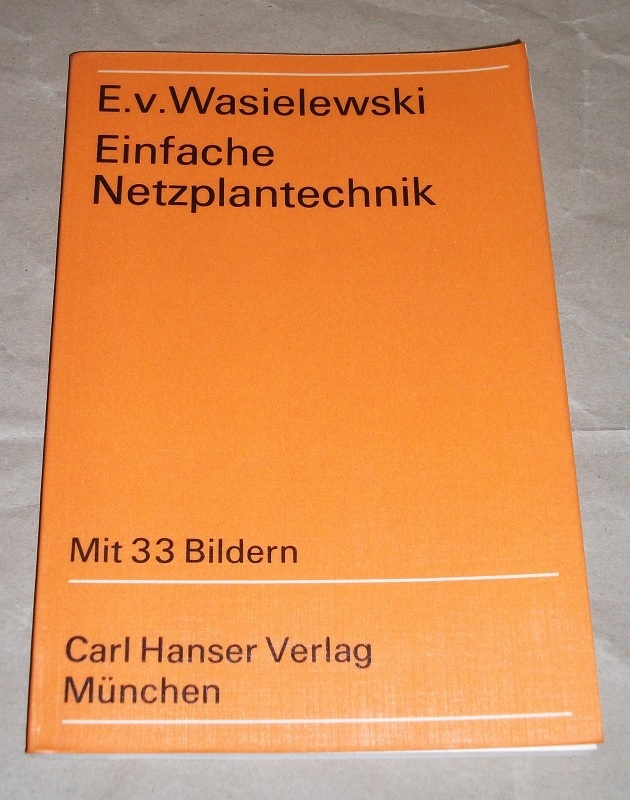 E.v.Wasielewski
Einfache
Netzplantechnik
Mit 33 Bildern
Carl Hanser Verlag
München